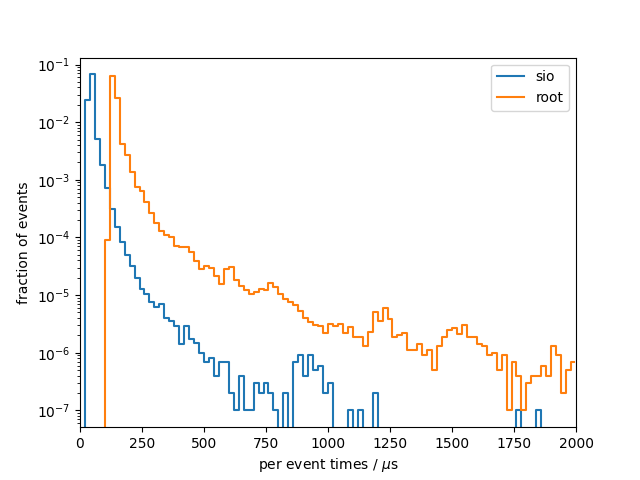 sio
root
10⁻¹
10⁻²
10⁻³
10⁻⁴
10⁻⁵
10⁻⁶
10⁻⁷
fraction of events
0 250 500 750 1000 1250 1500 1750 2000
per event times / μs